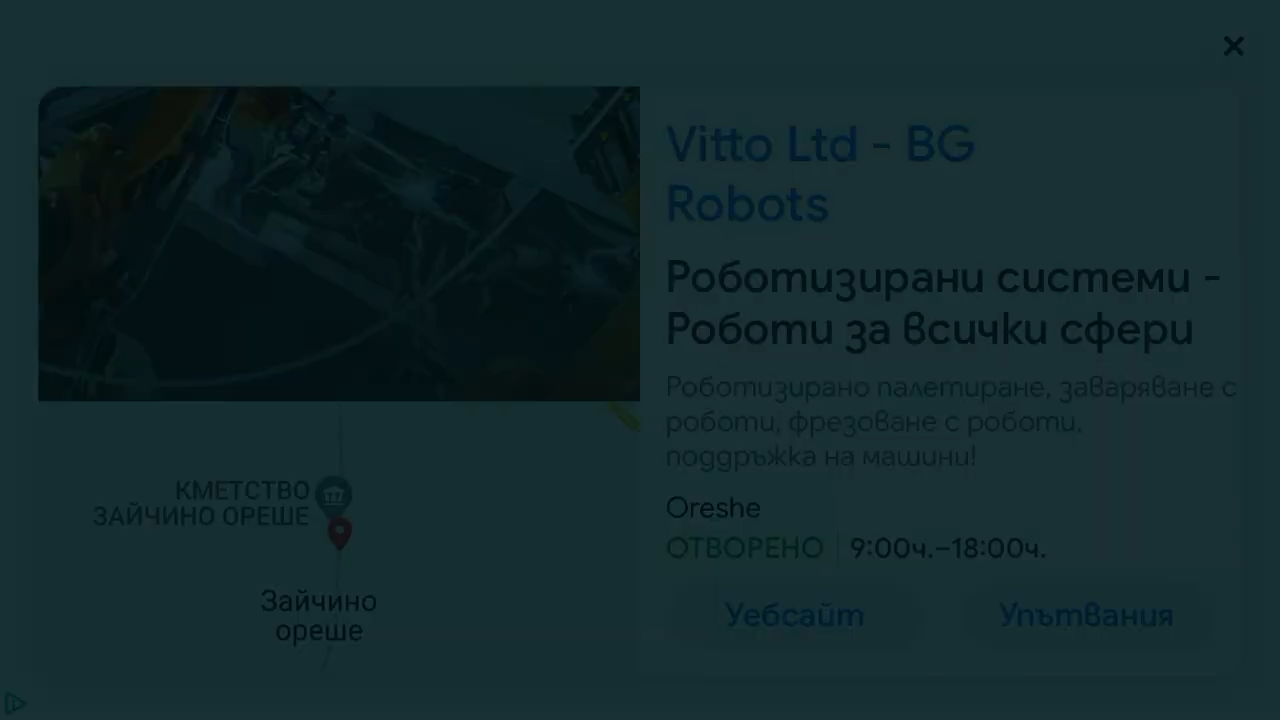 Vitto Ltd - BG
Robots
Роботизирани системи -
Роботи за всички сфери
Роботизирано палетиране, заваряване с
роботи, фрезоване с роботи,
поддръжка на машини!
Oreshe
ОТВОРЕНО 9:00ч.–18:00ч.
Уебсайт Упътвания
КМЕТСТВО
ЗАЙЧИНО ОРЕШЕ
Зайчино
ореше